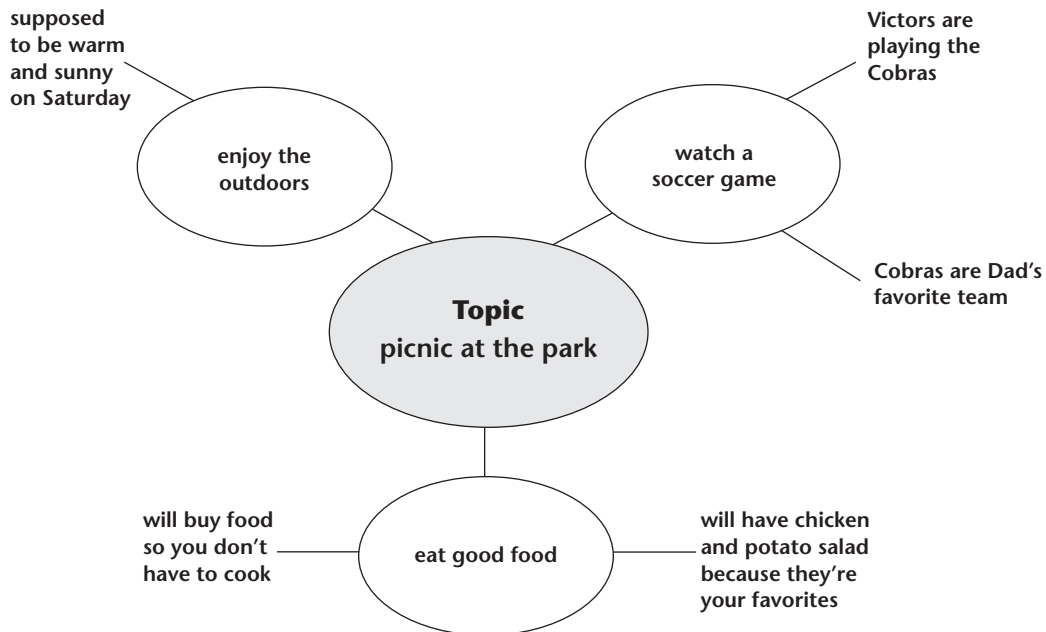 supposed
to be warm
and sunny
on Saturday
enjoy the
outdoors
Victors are
playing the
Cobras
watch a
soccer game
Cobras are Dad's
favorite team
Topic
picnic at the park
will buy food
so you don't
have to cook
eat good food
will have chicken
and potato salad
because they're
your favorites